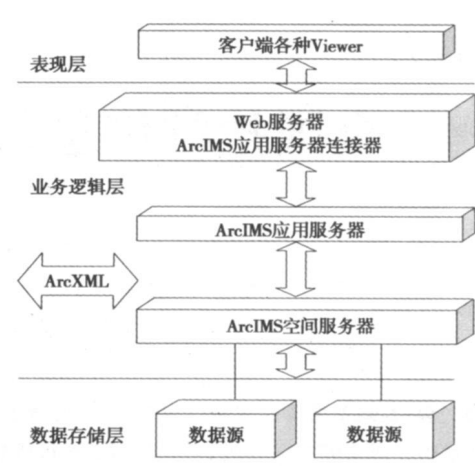 客户端各种Viewer
表现层
Web服务器
ArcIMS应用服务器连接器
业务逻辑层
ArcIMS应用服务器
ArcXML
ArcIMS空间服务器
数据存储层
数据源
数据源